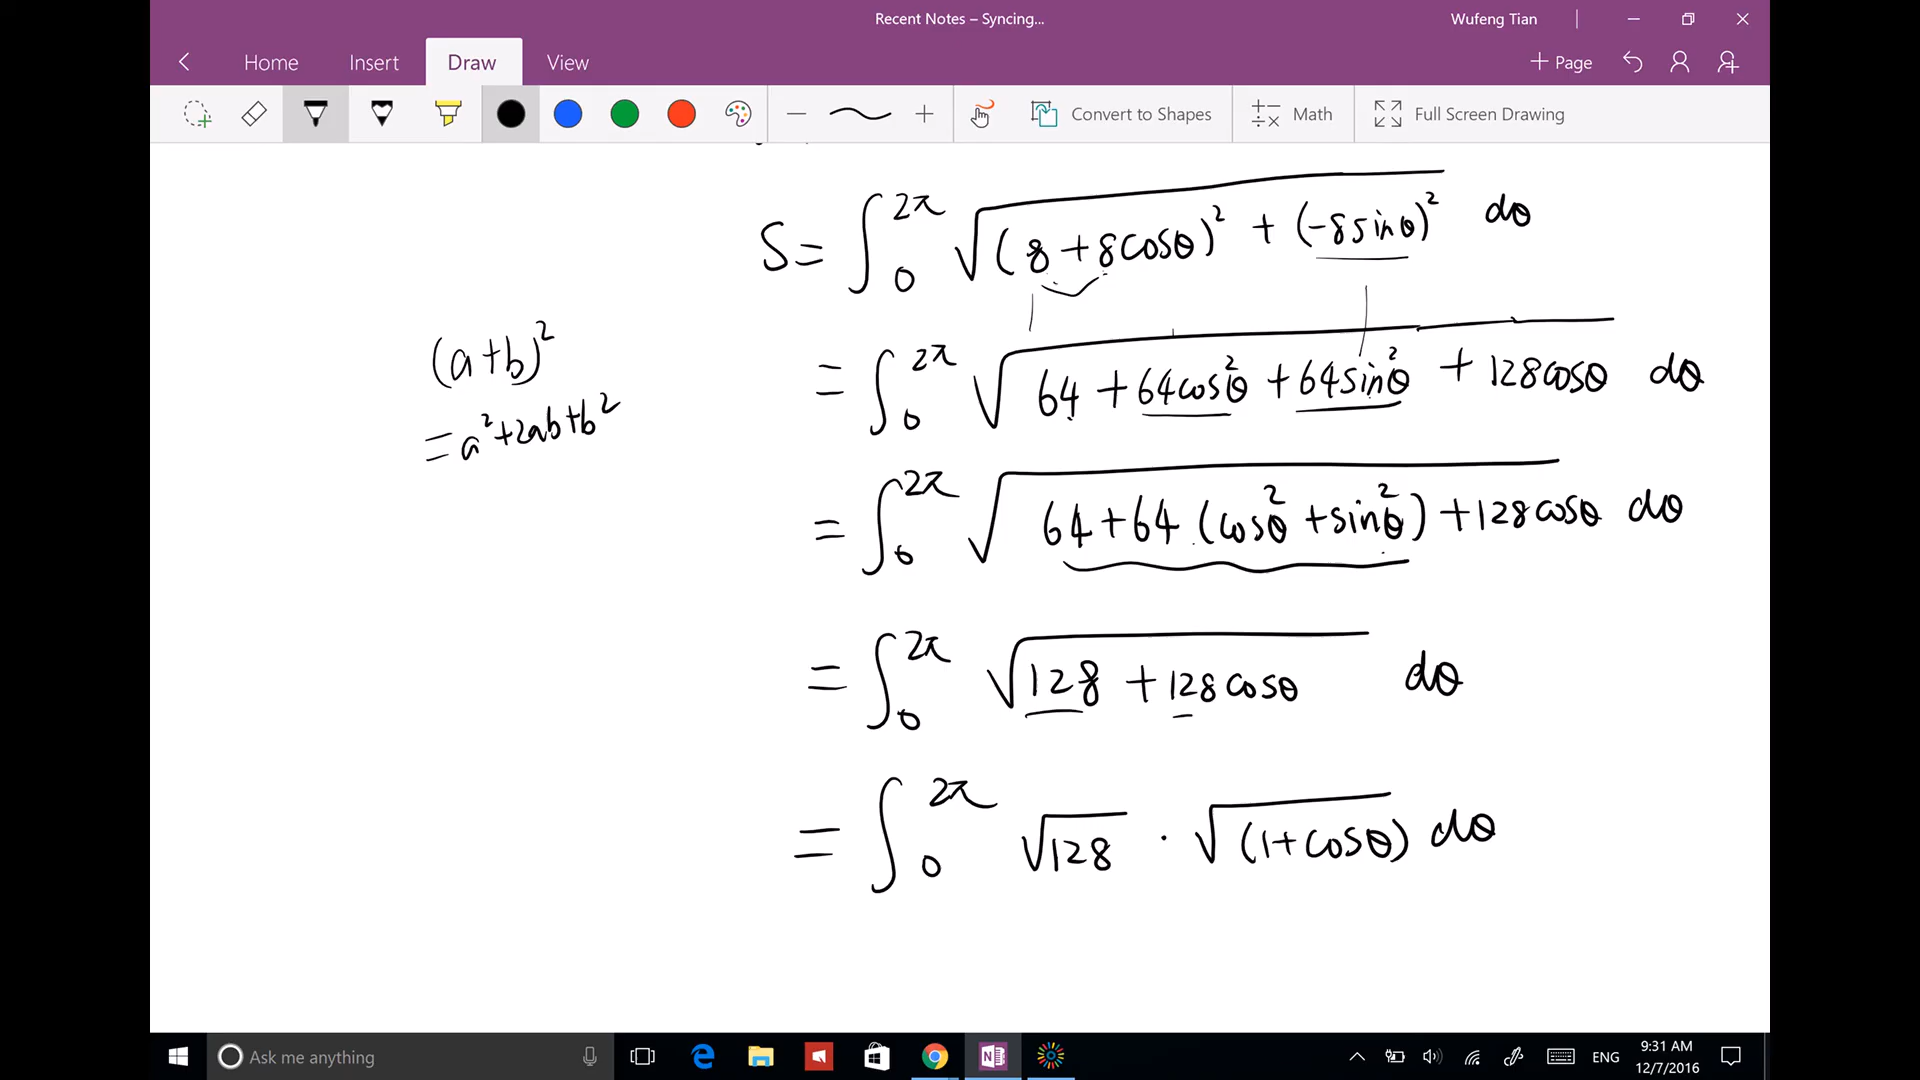 Recent Notes – Syncing...
Wufeng Tian
Home Insert Draw View
Page
Convert to Shapes
Math
Full Screen Drawing
S = ∫₀^{2π} √((8 + 8cosθ)² + (-8sinθ)²) dθ
(a+b)²
= a² + 2ab + b²
= ∫₀^{2π} √(64 + 64cos²θ + 64sin²θ + 128cosθ) dθ
= ∫₀^{2π} √(64 + 64 (cos²θ + sin²θ) + 128cosθ) dθ
= ∫₀^{2π} √(128 + 128cosθ) dθ
= ∫₀^{2π} √128 · √(1+cosθ) dθ
Ask me anything
N
ENG
9:31 AM
12/7/2016